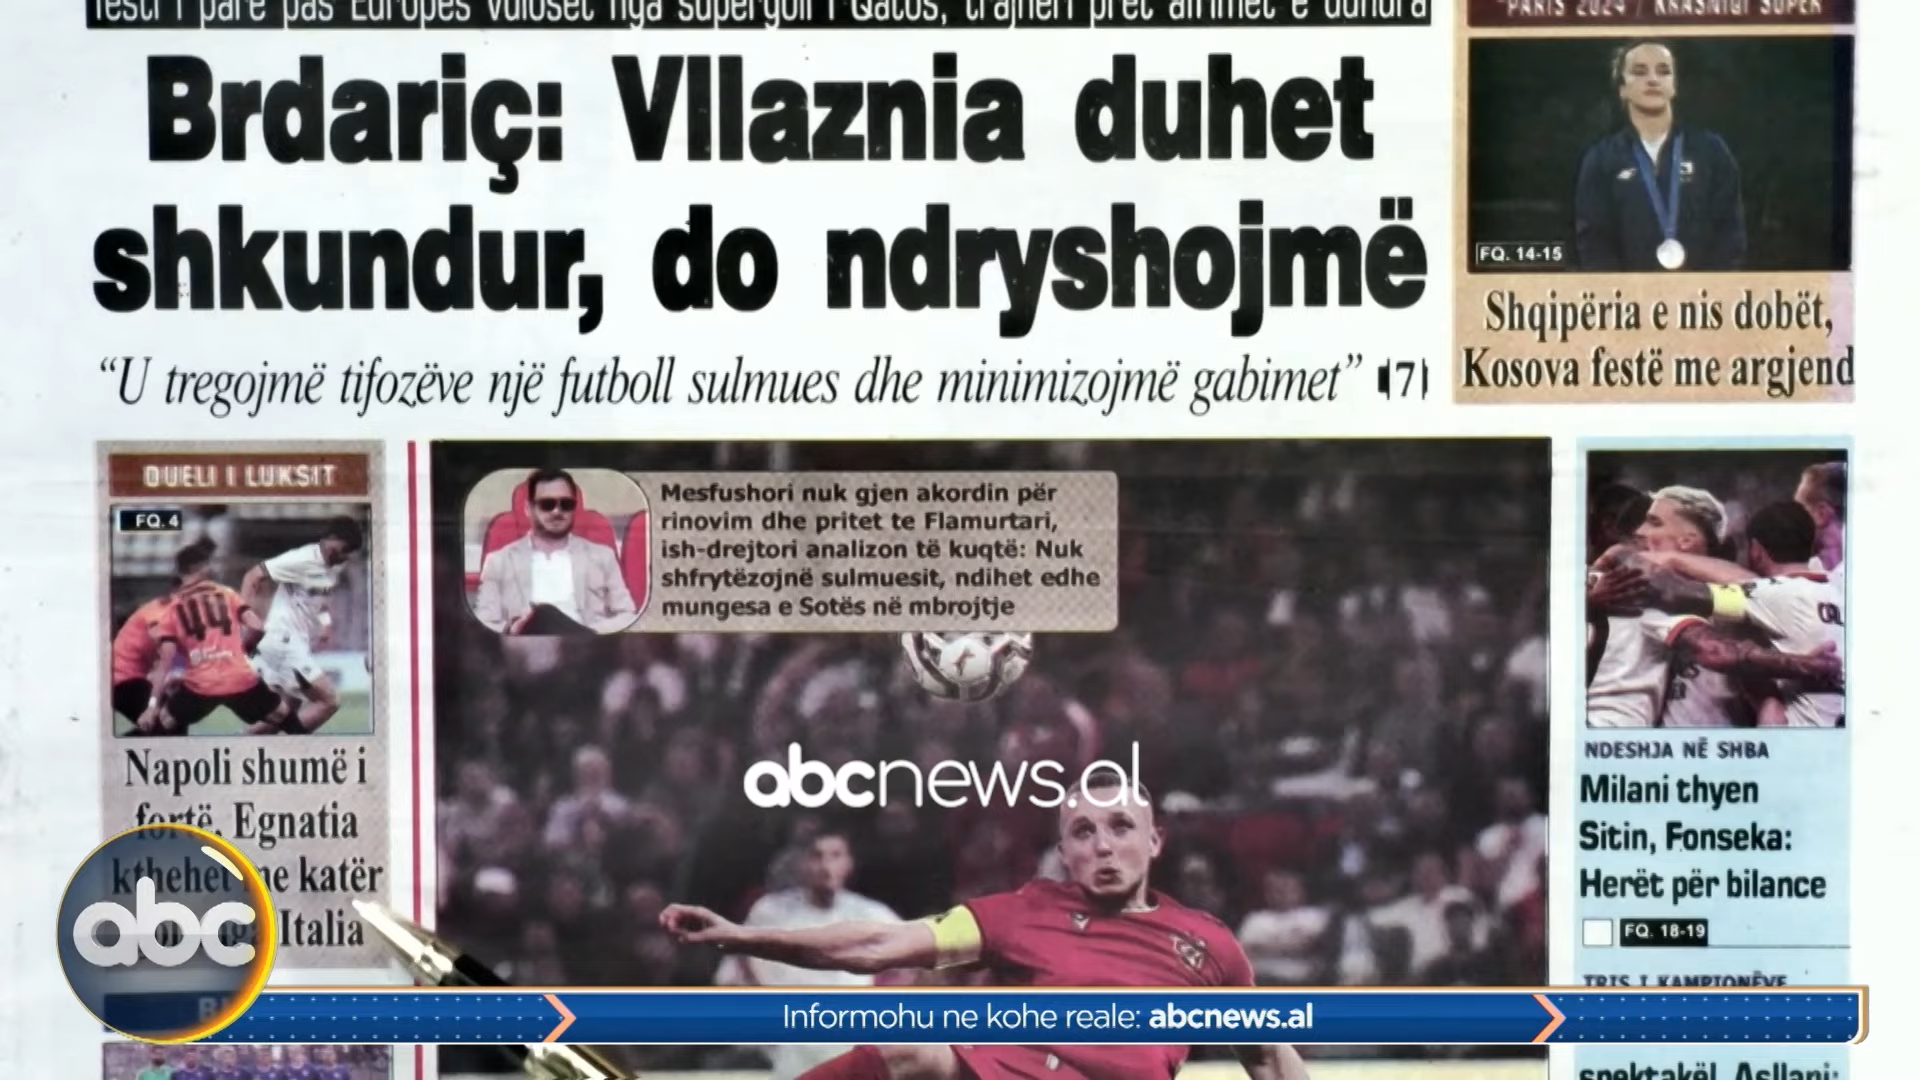 Testi i parë pas Europës vuloset nga supergoli i Qatos, trajneri pret afrimet e
Brdariç: Vllaznia duhet
shkundur, do ndryshojmë
“U tregojmë tifozëve një futboll sulmues dhe minimizojmë gabimet” 7
"PARIS 2024"/ KRASNIQI SUPER
FQ. 14-15
Shqipëria e nis dobët,
Kosova festë me argjend
DUELI I LUKSIT
FQ. 4
44
Napoli shumë i
fortë, Egnatia
kthehet me katër
Italia
Mesfushori nuk gjen akordin për
rinovim dhe pritet te Flamurtari,
ish-drejtori analizon të kuqtë: Nuk
shfrytëzojnë sulmuesit, ndihet edhe
mungesa e Sotës në mbrojtje
abcnews.al
8
NDESHJA NË SHBA
Milani thyen
Sitin, Fonseka:
Herët për bilance
FQ. 18-19
TRIS I KAMPIONËVE
spektakël, Asllani:
abc
Informohu ne kohe reale: abcnews.al